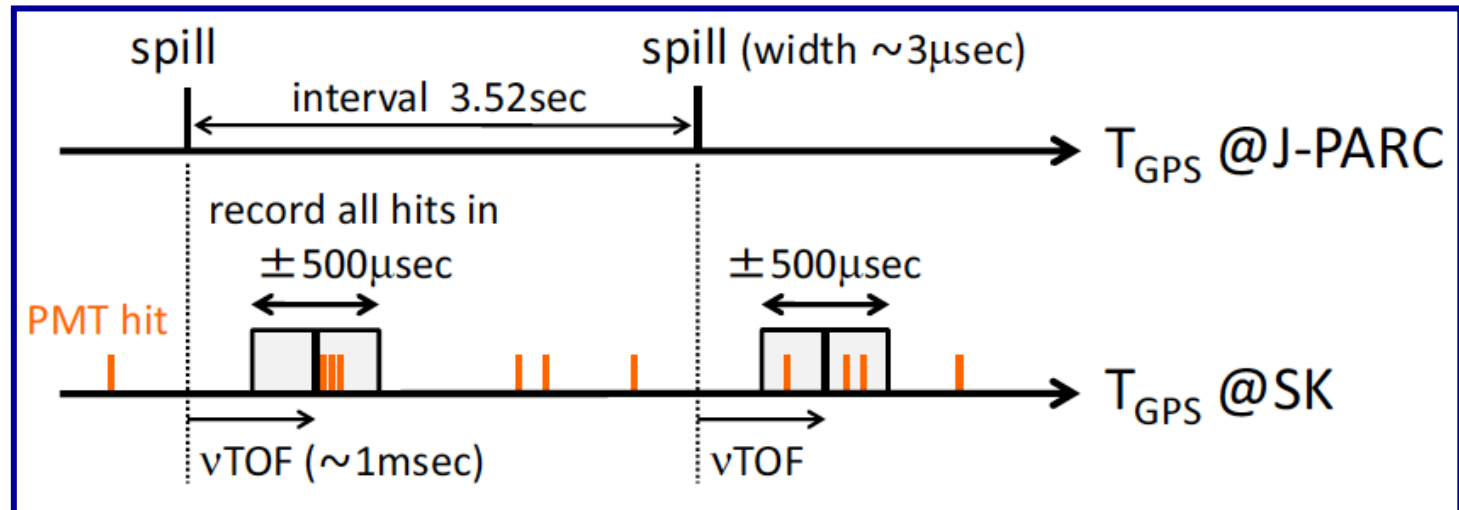 spill
spill (width ~3μsec)
interval 3.52sec
T_GPS @J-PARC
record all hits in
±500μsec
±500μsec
PMT hit
T_GPS @SK
νTOF (~1msec)
νTOF